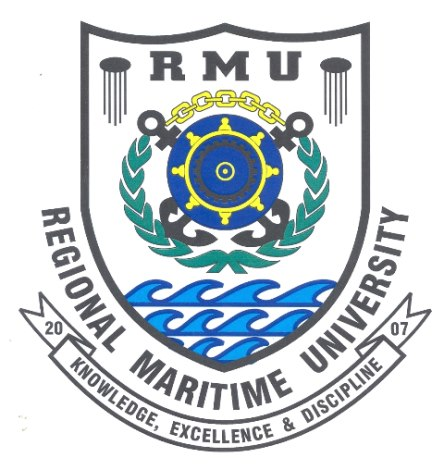 RMU
REGIONAL MARITIME UNIVERSITY
20 07
KNOWLEDGE, EXCELLENCE & DISCIPLINE